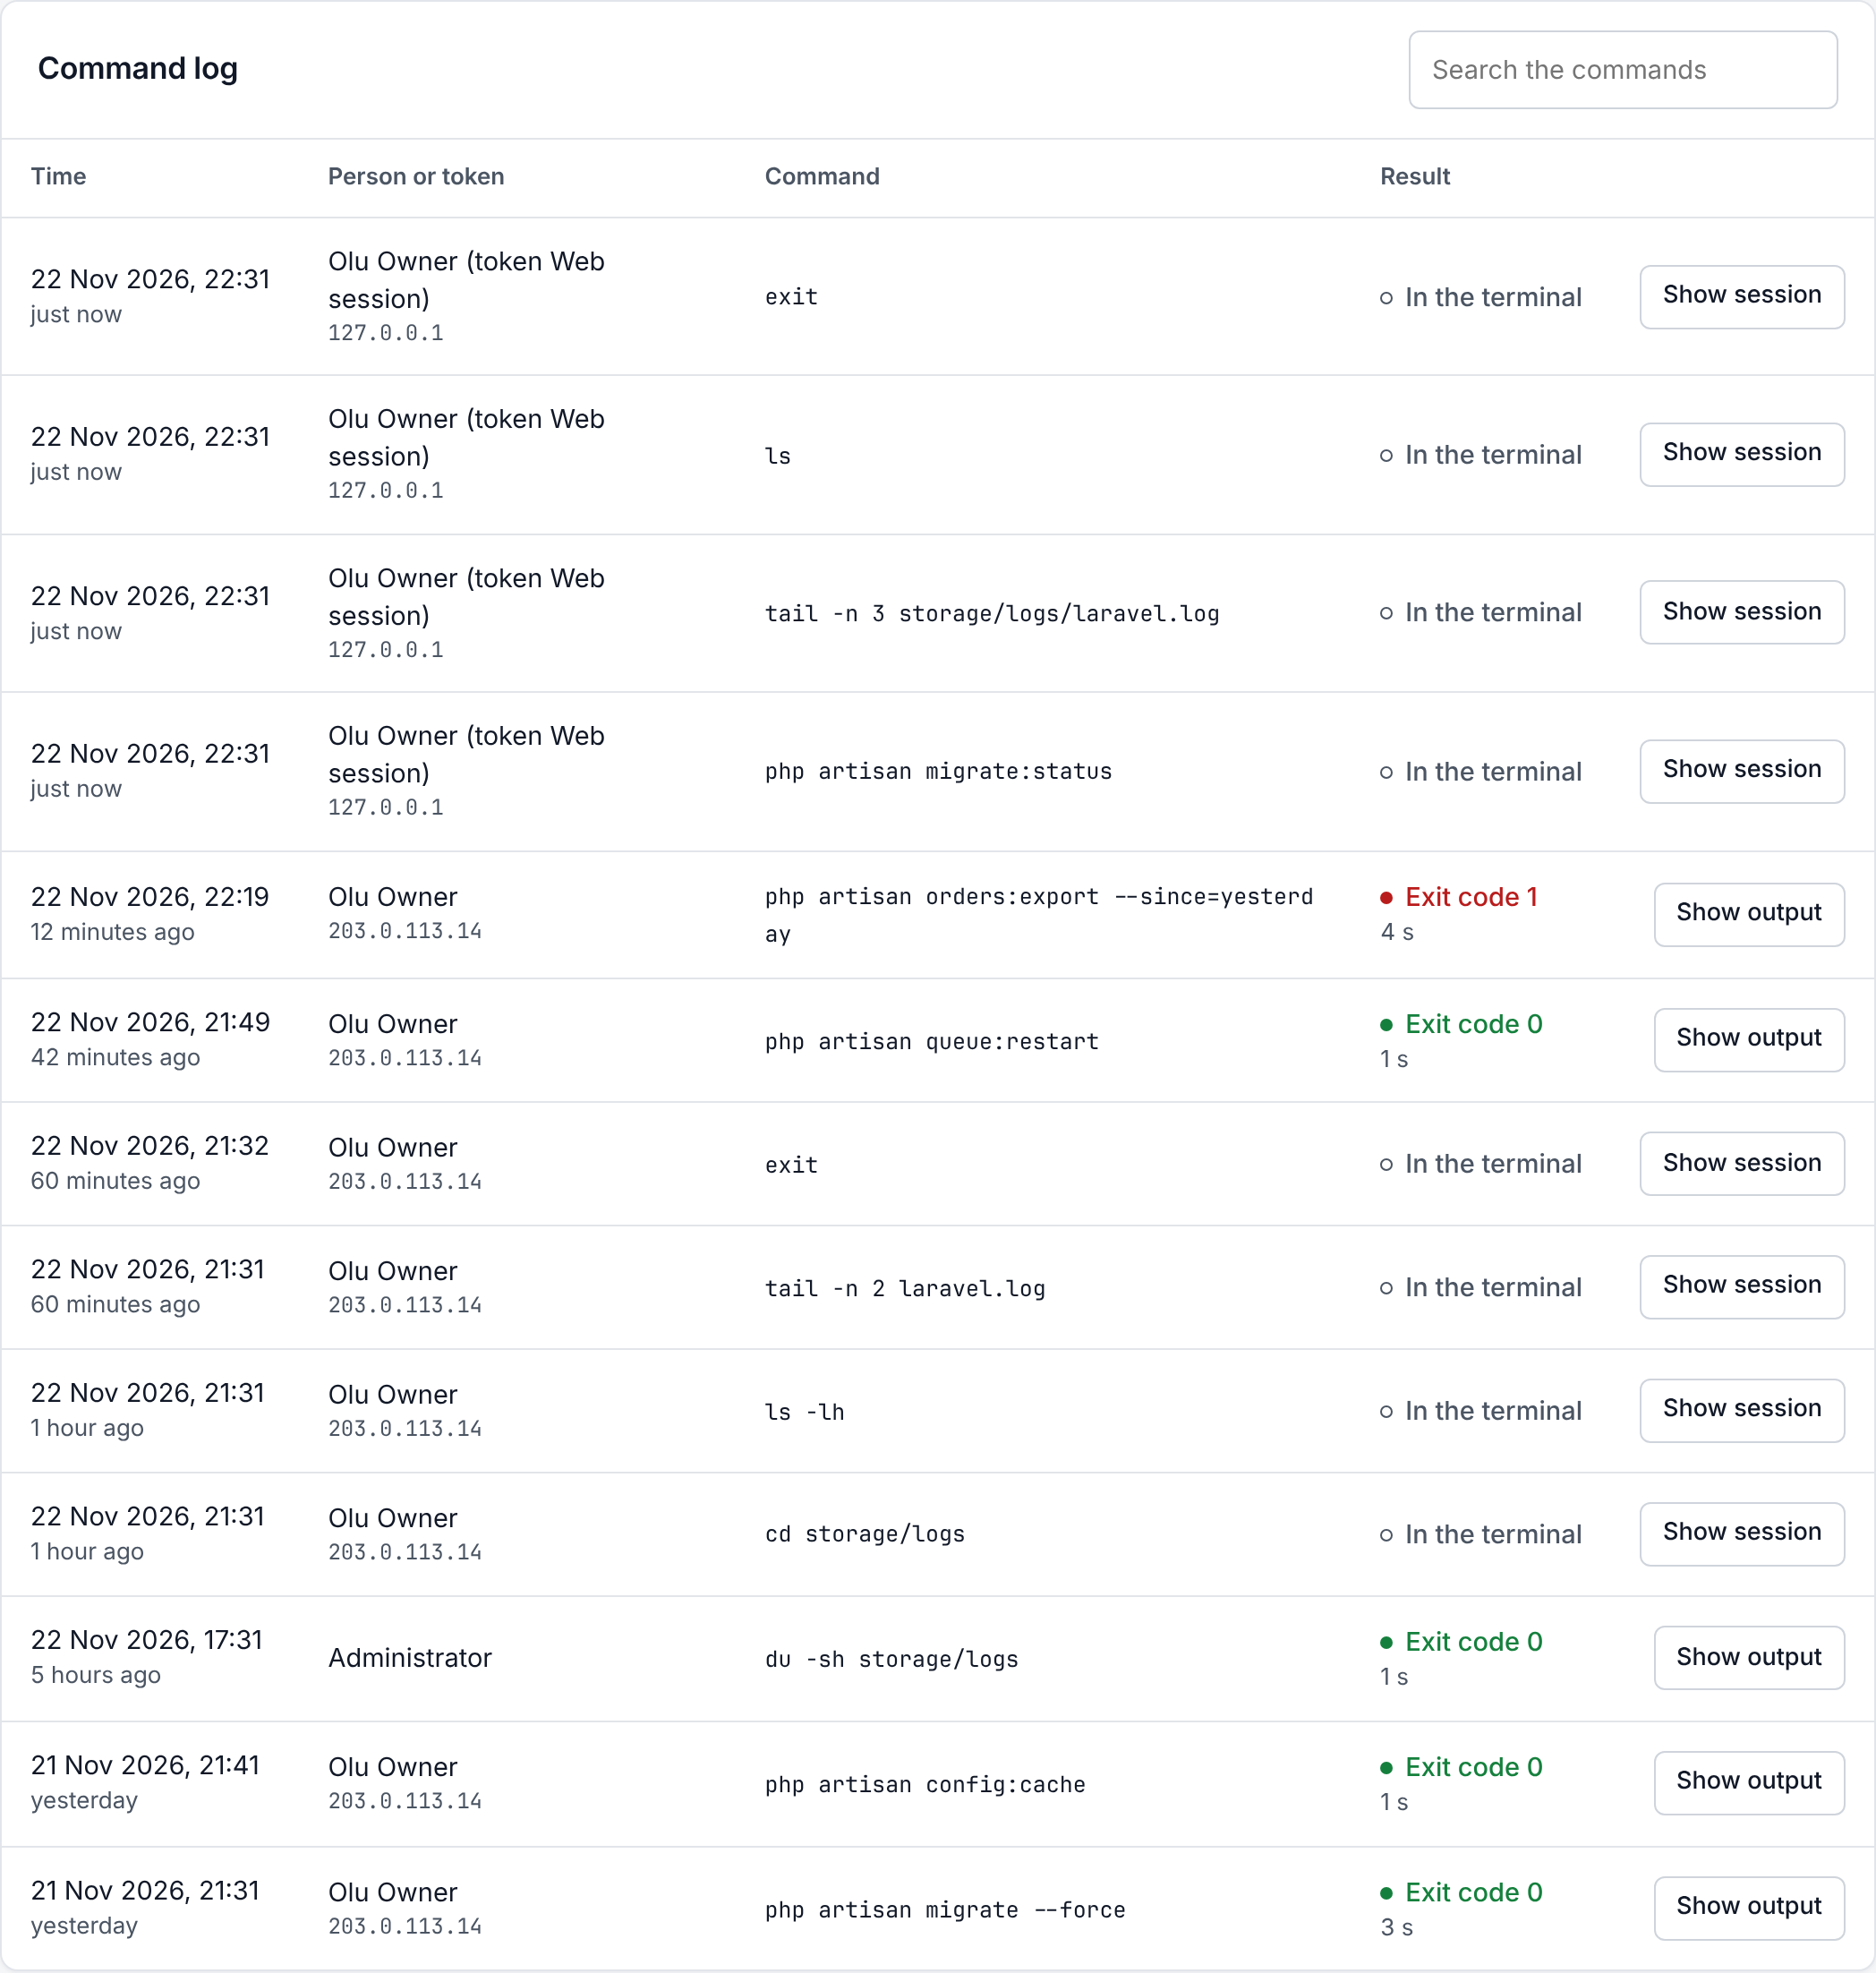 Command log
Search the commands
Time Person or token Command Result
22 Nov 2026, 22:31
just now
Olu Owner (token Web
session)
127.0.0.1
exit
In the terminal
Show session
22 Nov 2026, 22:31
just now
Olu Owner (token Web
session)
127.0.0.1
ls
In the terminal
Show session
22 Nov 2026, 22:31
just now
Olu Owner (token Web
session)
127.0.0.1
tail -n 3 storage/logs/laravel.log
In the terminal
Show session
22 Nov 2026, 22:31
just now
Olu Owner (token Web
session)
127.0.0.1
php artisan migrate:status
In the terminal
Show session
22 Nov 2026, 22:19
12 minutes ago
Olu Owner
203.0.113.14
php artisan orders:export --since=yesterd
ay
Exit code 1
4 s
Show output
22 Nov 2026, 21:49
42 minutes ago
Olu Owner
203.0.113.14
php artisan queue:restart
Exit code 0
1 s
Show output
22 Nov 2026, 21:32
60 minutes ago
Olu Owner
203.0.113.14
exit
In the terminal
Show session
22 Nov 2026, 21:31
60 minutes ago
Olu Owner
203.0.113.14
tail -n 2 laravel.log
In the terminal
Show session
22 Nov 2026, 21:31
1 hour ago
Olu Owner
203.0.113.14
ls -lh
In the terminal
Show session
22 Nov 2026, 21:31
1 hour ago
Olu Owner
203.0.113.14
cd storage/logs
In the terminal
Show session
22 Nov 2026, 17:31
5 hours ago
Administrator
du -sh storage/logs
Exit code 0
1 s
Show output
21 Nov 2026, 21:41
yesterday
Olu Owner
203.0.113.14
php artisan config:cache
Exit code 0
1 s
Show output
21 Nov 2026, 21:31
yesterday
Olu Owner
203.0.113.14
php artisan migrate --force
Exit code 0
3 s
Show output